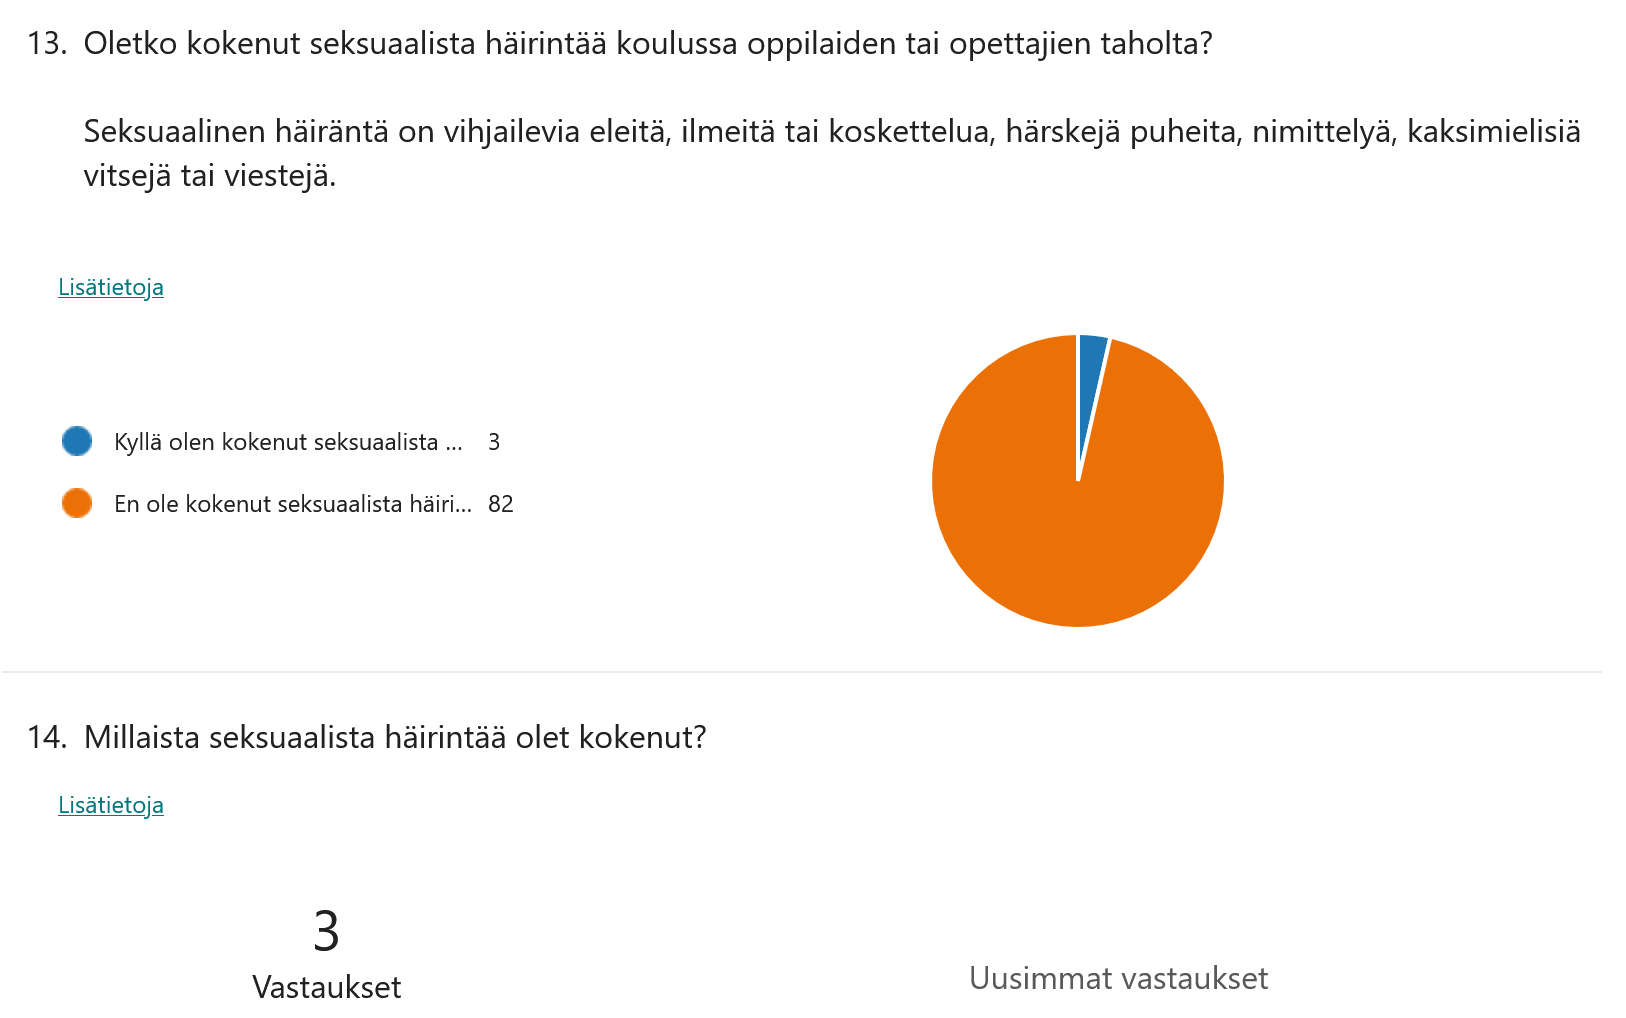 13. Oletko kokenut seksuaalista häirintää koulussa oppilaiden tai opettajien taholta?
Seksuaalinen häiräntä on vihjailevia eleitä, ilmeitä tai koskettelua, härskejä puheita, nimittelyä, kaksimielisiä
vitsejä tai viestejä.
Lisätietoja
Kyllä olen kokenut seksuaalista ... 3
En ole kokenut seksuaalista häiri... 82
14. Millaista seksuaalista häirintää olet kokenut?
Lisätietoja
3
Vastaukset
Uusimmat vastaukset